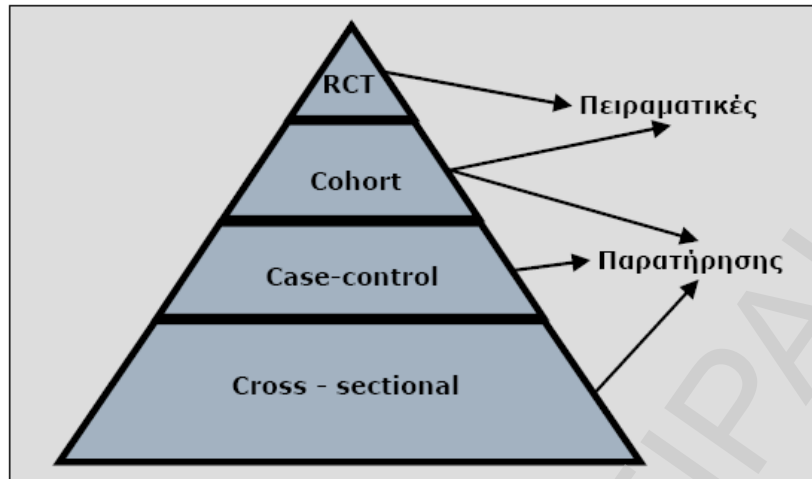 RCT
Πειραματικές
Cohort
Παρατήρησης
Case-control
Cross - sectional